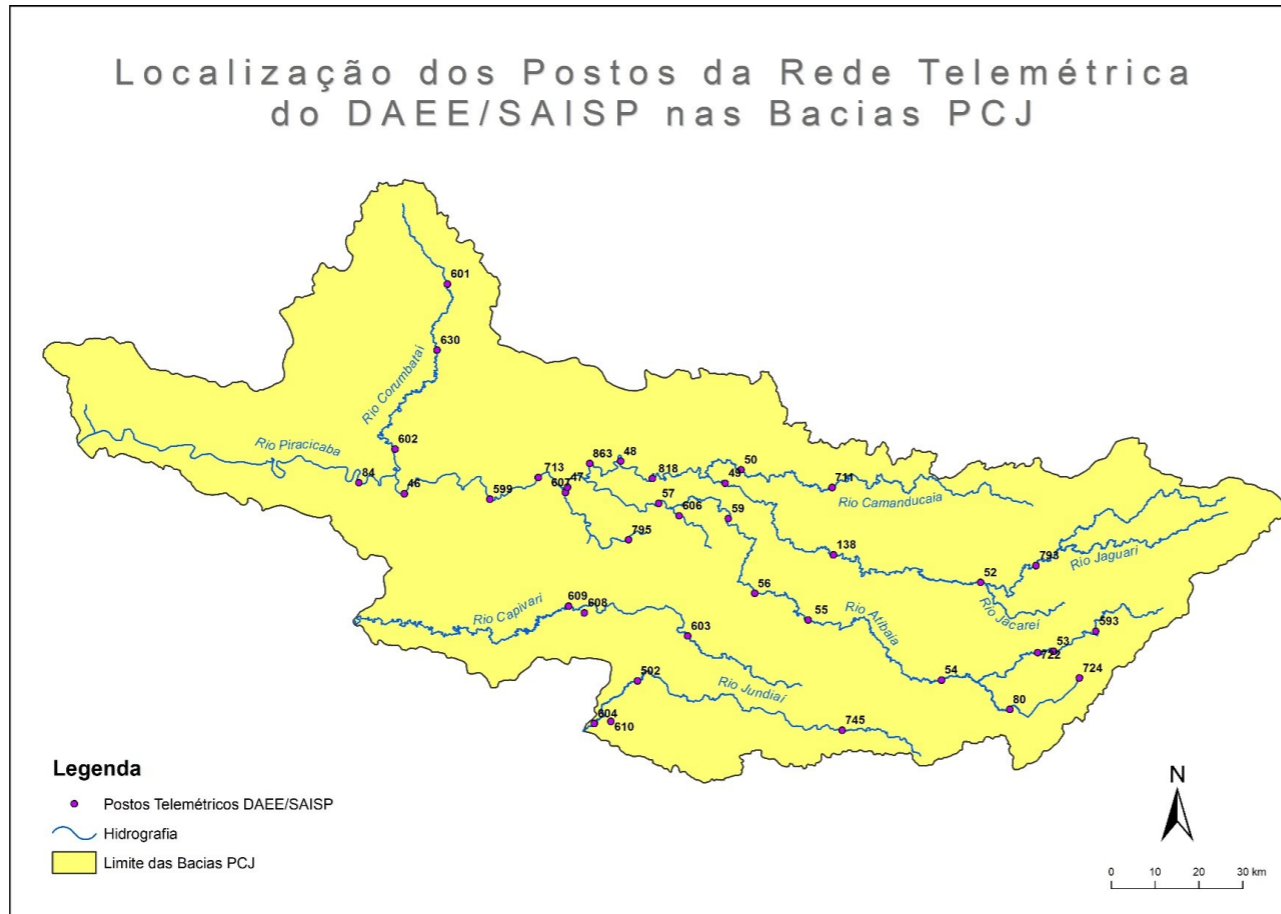 Localização dos Postos da Rede Telemétrica
do DAEE/SAISP nas Bacias PCJ
601
630
Rio Corumbataí
602
Rio Piracicaba
84
46
599
713
863
48
818
607
47
50
49
711
Rio Camanducaia
57
606
59
795
138
52
793
Rio Jaguari
Rio Jacareí
56
55
Rio Atibaia
609
608
Rio Capivari
603
593
53
722
724
54
80
502
Rio Jundiaí
604
610
745
Legenda
Postos Telemétricos DAEE/SAISP
Hidrografia
Limite das Bacias PCJ
N
0 10 20 30 km